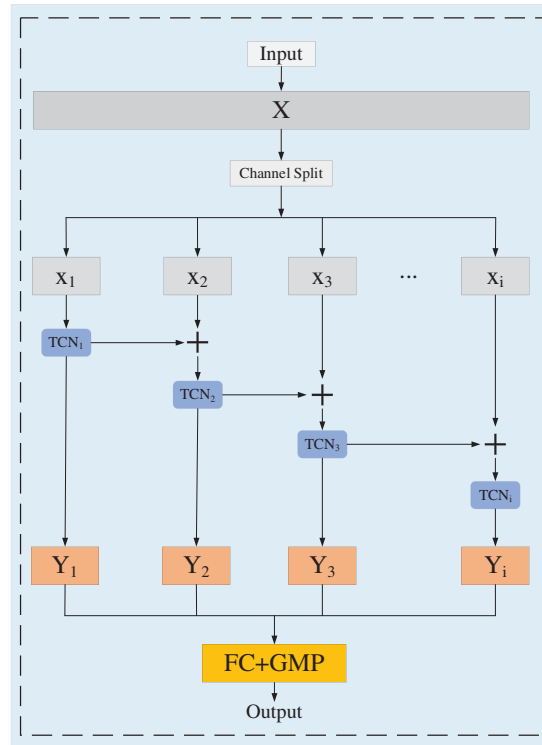 Input
X
Channel Split
x₁ x₂ x₃ ... xᵢ
TCN₁ +
TCN₂ +
TCN₃ +
TCNᵢ
Y₁ Y₂ Y₃ Yᵢ
FC+GMP
Output